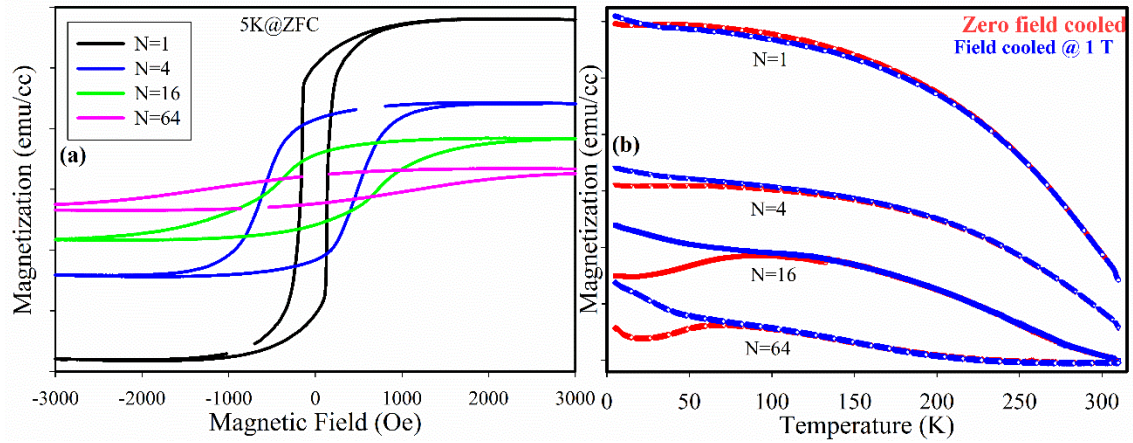 5K@ZFC
N=1
N=4
N=16
N=64
(a)
Magnetization (emu/cc)
-3000 -2000 -1000 0 1000 2000 3000
Magnetic Field (Oe)
Zero field cooled
Field cooled @ 1 T
N=1
(b)
N=4
N=16
N=64
Magnetization (emu/cc)
0 50 100 150 200 250 300
Temperature (K)